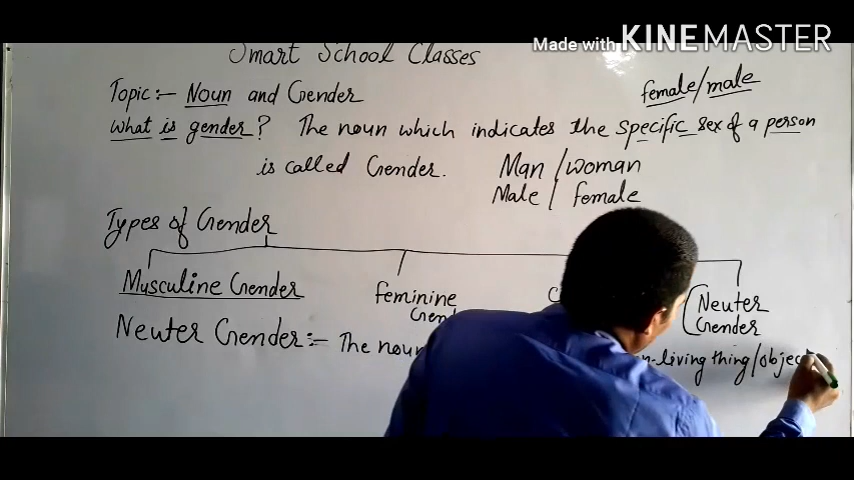 Made with KINEMASTER
Smart School Classes
Topic:- Noun and Gender
female/male
What is gender? The noun which indicates the specific sex of a person
is called Gender. Man / woman
Male / female
Types of Gender
Musculine Gender
Feminine
Neuter
Gender
Neuter Gender:- The noun
living thing/object